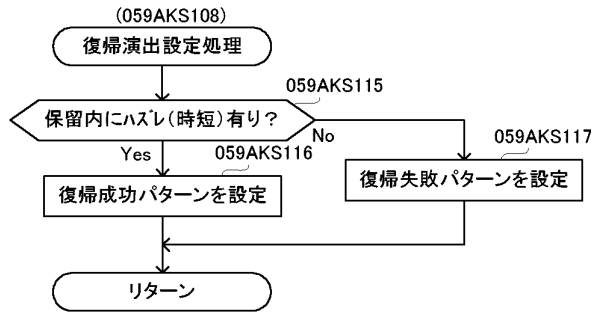 (059AKS108)
復帰演出設定処理
059AKS115
保留内にﾊｽﾞﾚ(時短)有り？
No
Yes
059AKS116
059AKS117
復帰成功パターンを設定
復帰失敗パターンを設定
リターン